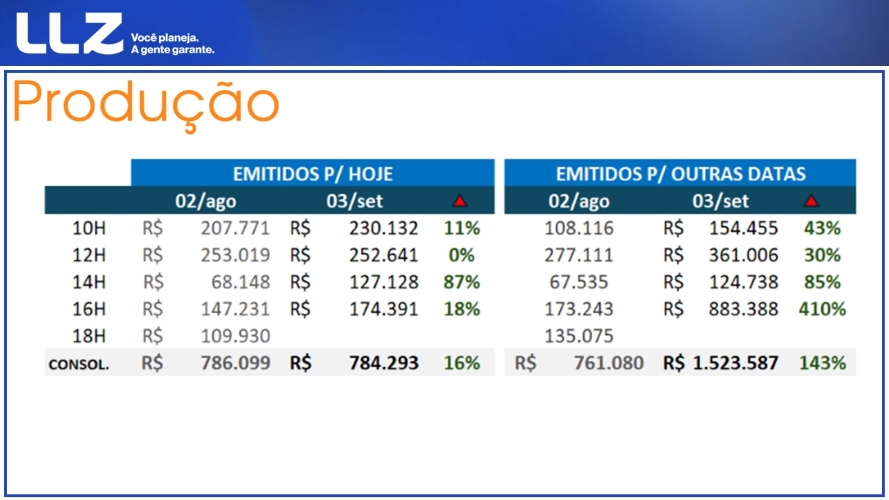 LLZ
Você planeja.
A gente garante.
Produção
EMITIDOS P/ HOJE EMITIDOS P/ OUTRAS DATAS
02/ago 03/set 02/ago 03/set
10H R$ 207.771 R$ 230.132 11% 108.116 R$ 154.455 43%
12H R$ 253.019 R$ 252.641 0% 277.111 R$ 361.006 30%
14H R$ 68.148 R$ 127.128 87% 67.535 R$ 124.738 85%
16H R$ 147.231 R$ 174.391 18% 173.243 R$ 883.388 410%
18H R$ 109.930 135.075
CONSOL. R$ 786.099 R$ 784.293 16% R$ 761.080 R$ 1.523.587 143%